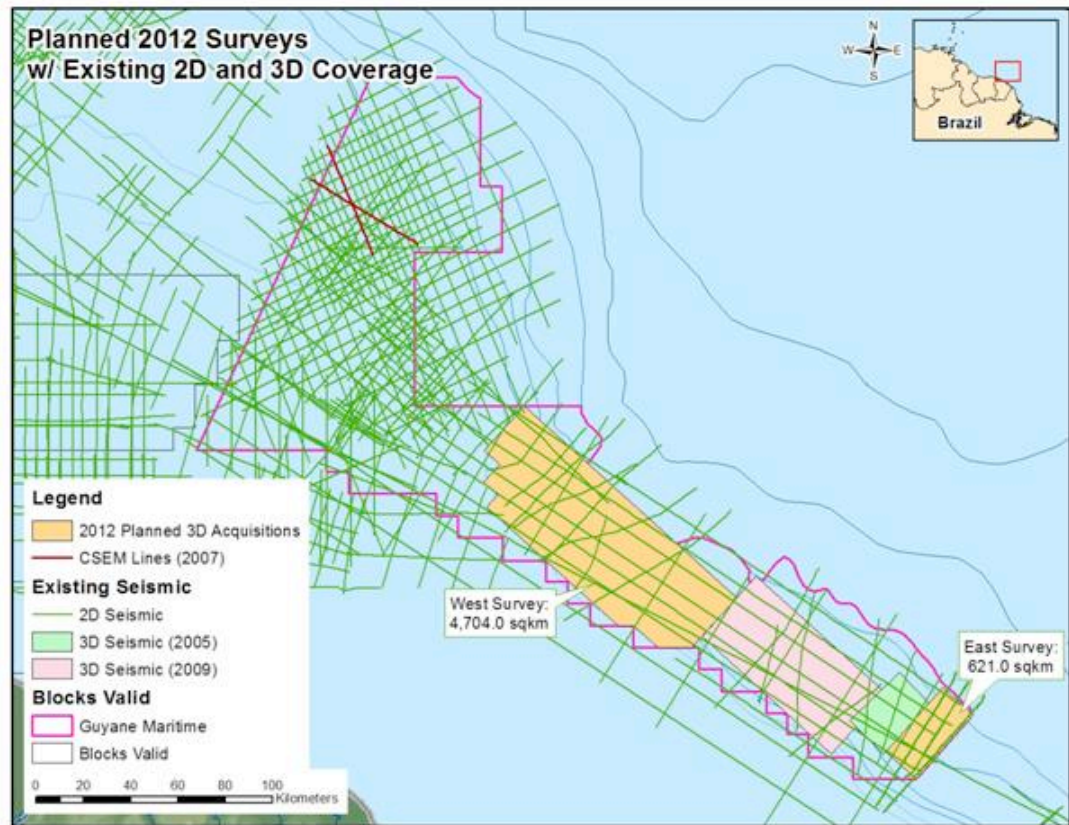 Planned 2012 Surveys
w/ Existing 2D and 3D Coverage
N
W
E
S
Brazil
West Survey:
4,704.0 sqkm
East Survey:
621.0 sqkm
Legend
2012 Planned 3D Acquisitions
CSEM Lines (2007)
Existing Seismic
2D Seismic
3D Seismic (2005)
3D Seismic (2009)
Blocks Valid
Guyane Maritime
Blocks Valid
0 20 40 60 80 100
Kilometers